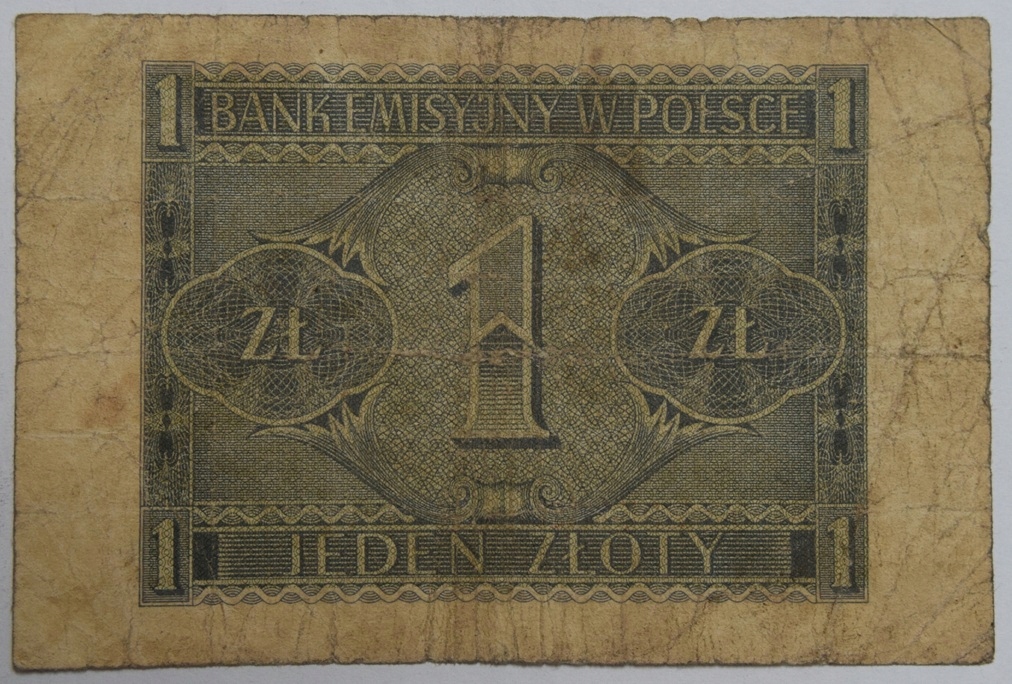 1 BANK EMISYJNY W POLSCE 1
ZŁ 1 ZŁ
1 JEDEN ZŁOTY 1